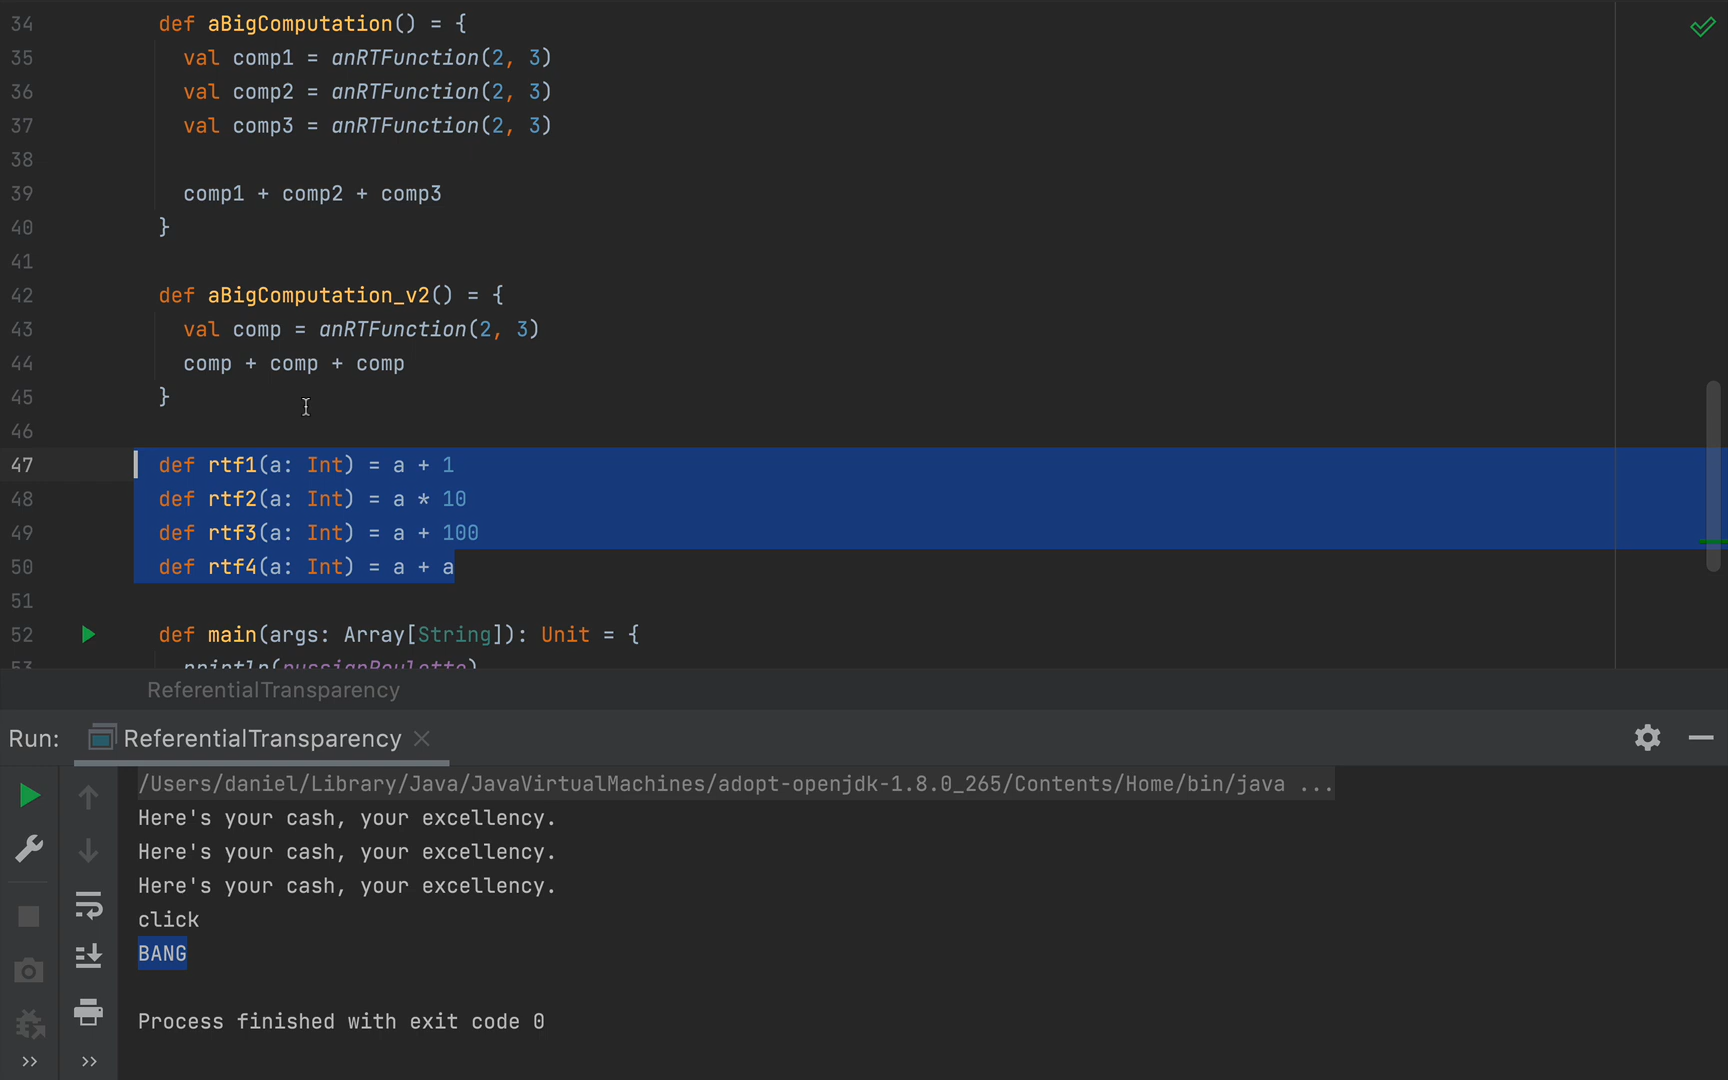 34 def aBigComputation() = {
35 val comp1 = anRTFunction(2, 3)
36 val comp2 = anRTFunction(2, 3)
37 val comp3 = anRTFunction(2, 3)
38
39 comp1 + comp2 + comp3
40 }
41
42 def aBigComputation_v2() = {
43 val comp = anRTFunction(2, 3)
44 comp + comp + comp
45 }
46
47 def rtf1(a: Int) = a + 1
48 def rtf2(a: Int) = a * 10
49 def rtf3(a: Int) = a + 100
50 def rtf4(a: Int) = a + a
51
52 def main(args: Array[String]): Unit = {
53 println(russianRoulette)
ReferentialTransparency
Run: ReferentialTransparency
/Users/daniel/Library/Java/JavaVirtualMachines/adopt-openjdk-1.8.0_265/Contents/Home/bin/java ...
Here's your cash, your excellency.
Here's your cash, your excellency.
Here's your cash, your excellency.
click
BANG
Process finished with exit code 0